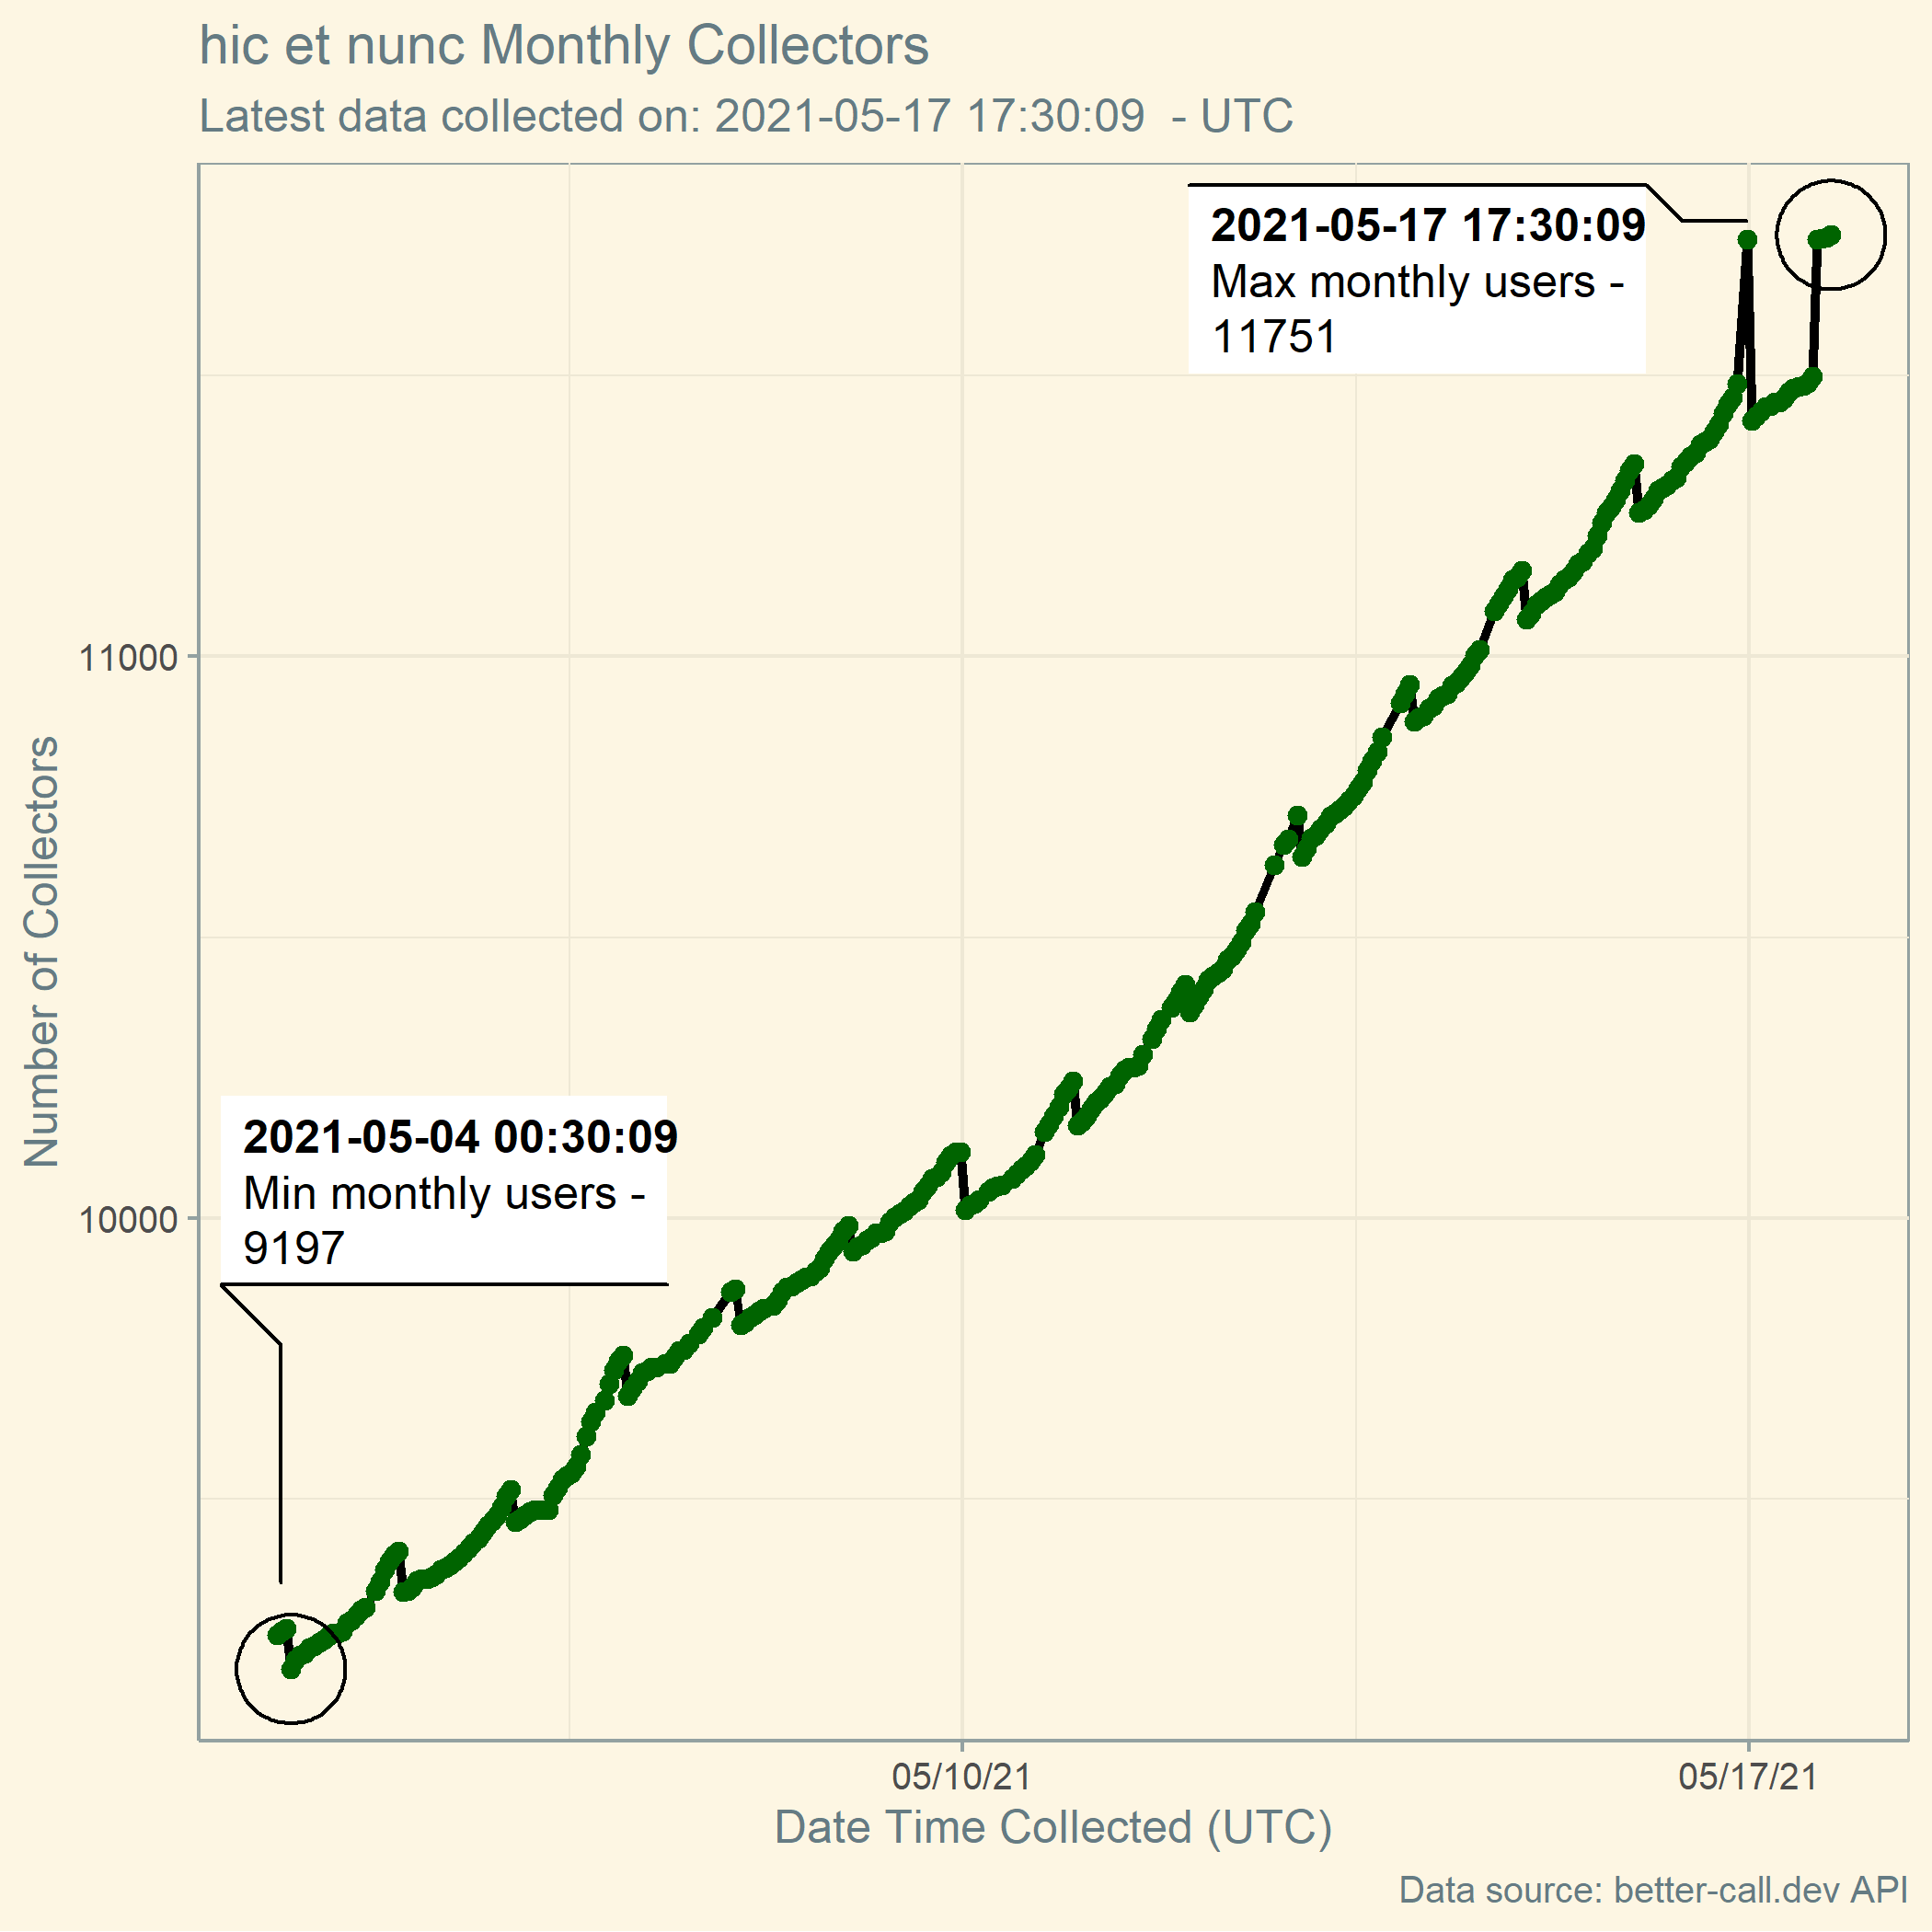 hic et nunc Monthly Collectors
Latest data collected on: 2021-05-17 17:30:09  - UTC
2021-05-17 17:30:09
Max monthly users -
11751
11000
Number of Collectors
2021-05-04 00:30:09
Min monthly users -
9197
10000
05/10/21
05/17/21
Date Time Collected (UTC)
Data source: better-call.dev API